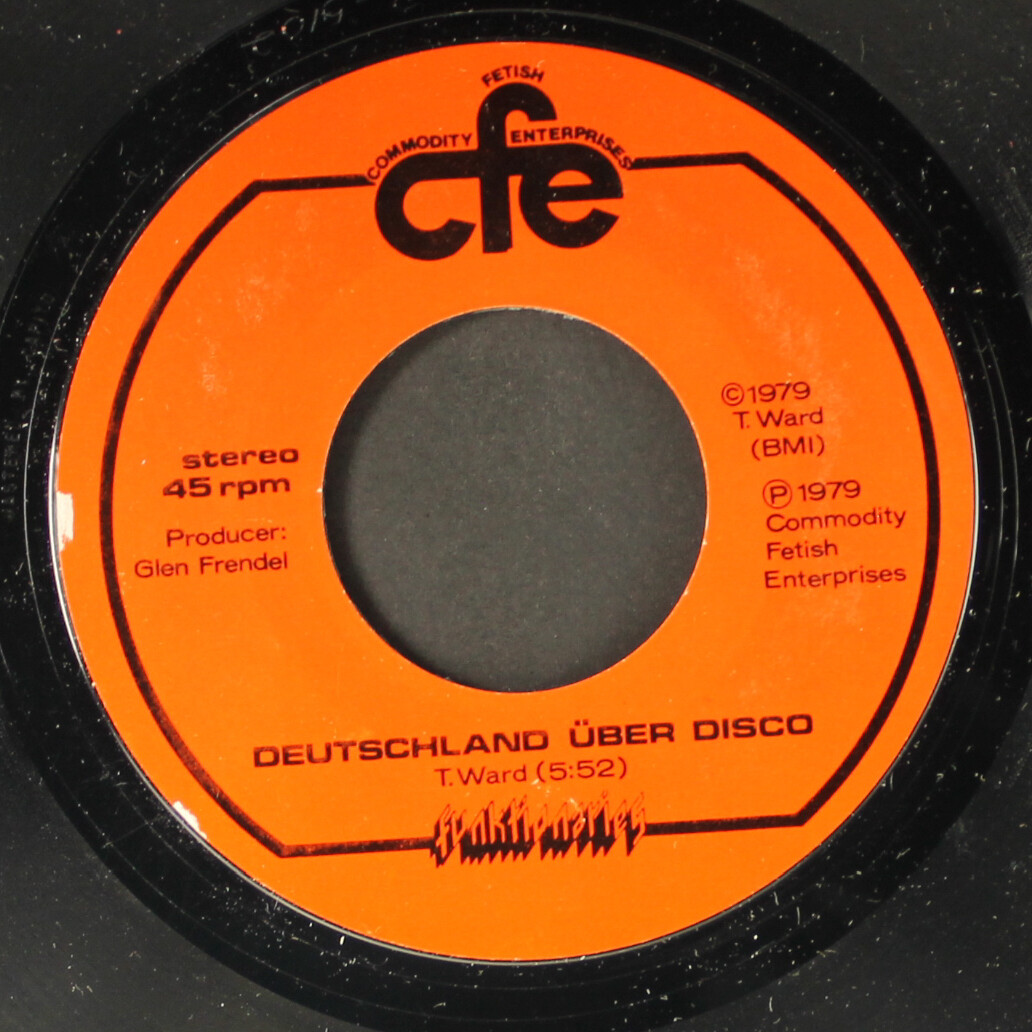 FETISH
COMMODITY ENTERPRISES
cfe
©1979
T. Ward
(BMI)
stereo
45 rpm
Ⓟ 1979
Commodity
Fetish
Enterprises
Producer:
Glen Frendel
DEUTSCHLAND ÜBER DISCO
T. Ward (5:52)
funktionaries